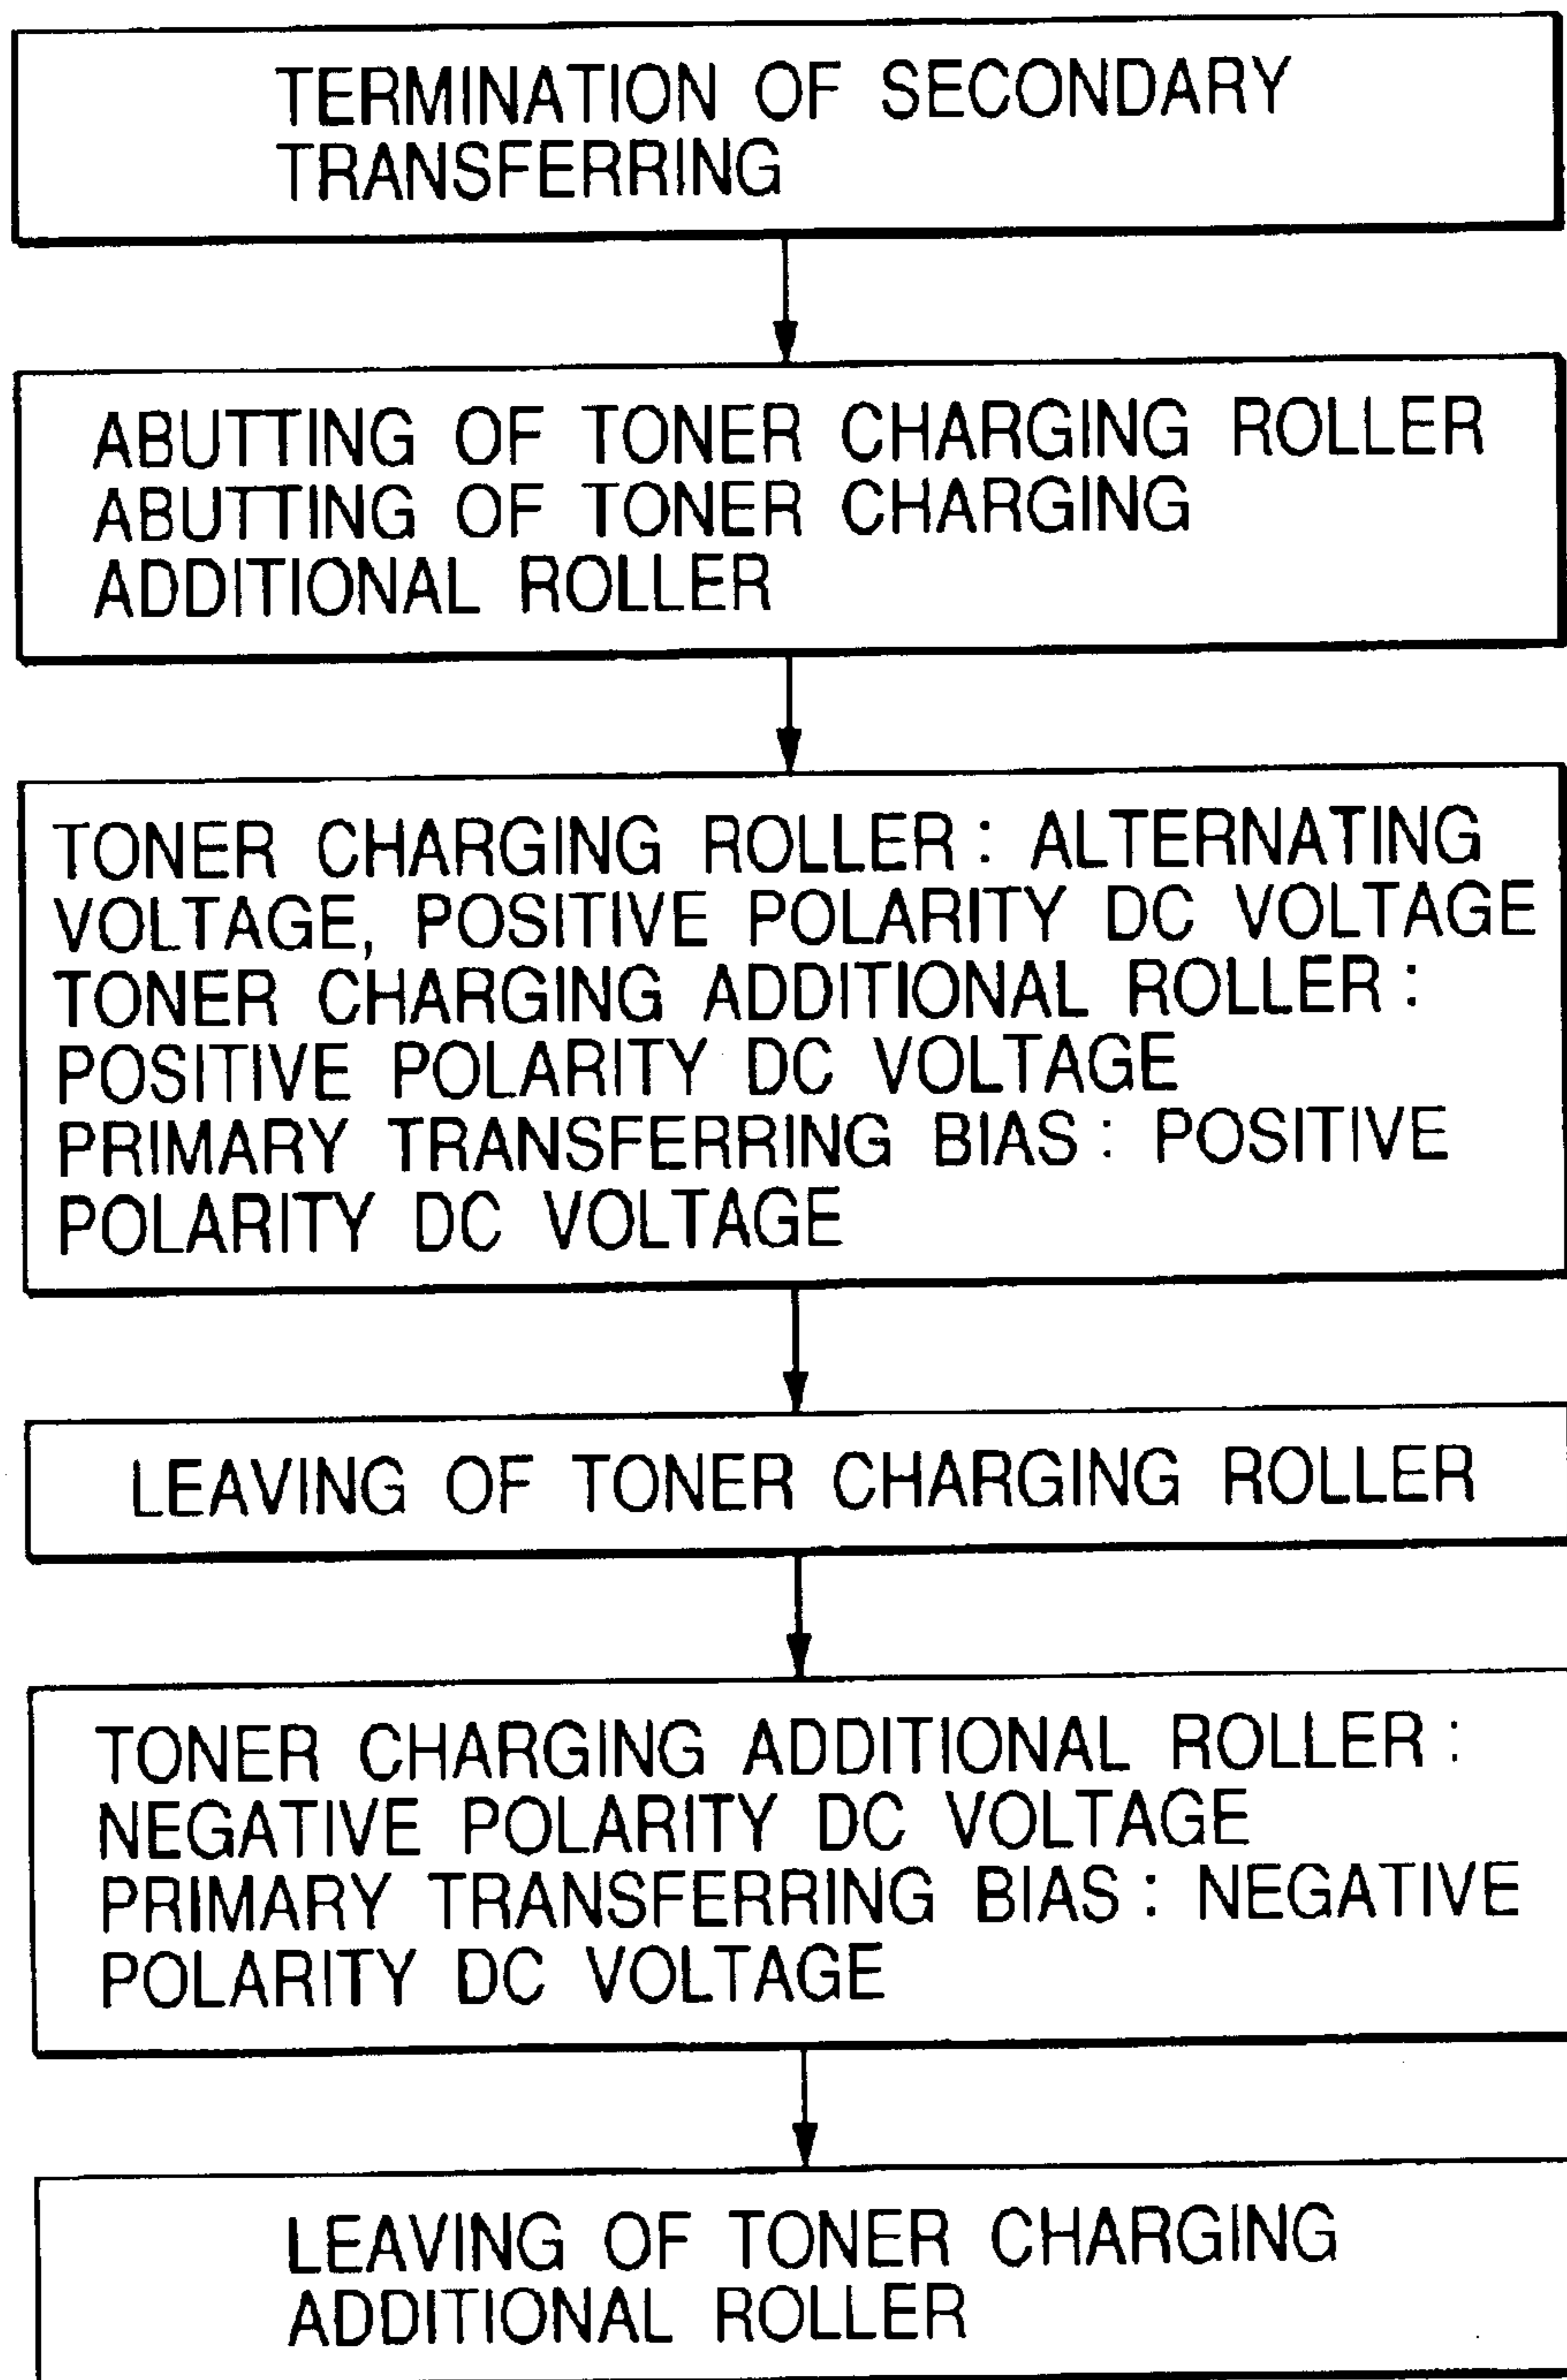 TERMINATION OF SECONDARY
TRANSFERRING
ABUTTING OF TONER CHARGING ROLLER
ABUTTING OF TONER CHARGING
ADDITIONAL ROLLER
TONER CHARGING ROLLER : ALTERNATING
VOLTAGE, POSITIVE POLARITY DC VOLTAGE
TONER CHARGING ADDITIONAL ROLLER :
POSITIVE POLARITY DC VOLTAGE
PRIMARY TRANSFERRING BIAS : POSITIVE
POLARITY DC VOLTAGE
LEAVING OF TONER CHARGING ROLLER
TONER CHARGING ADDITIONAL ROLLER :
NEGATIVE POLARITY DC VOLTAGE
PRIMARY TRANSFERRING BIAS : NEGATIVE
POLARITY DC VOLTAGE
LEAVING OF TONER CHARGING
ADDITIONAL ROLLER